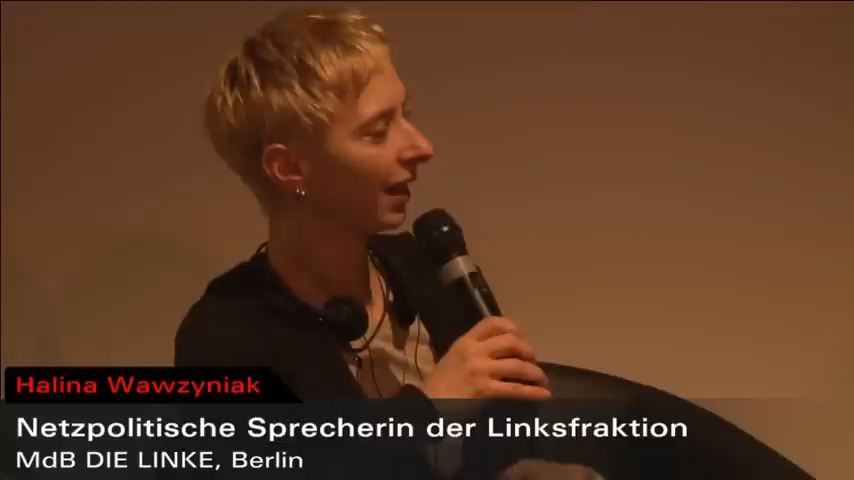 Halina Wawzyniak
Netzpolitische Sprecherin der Linksfraktion
MdB DIE LINKE, Berlin